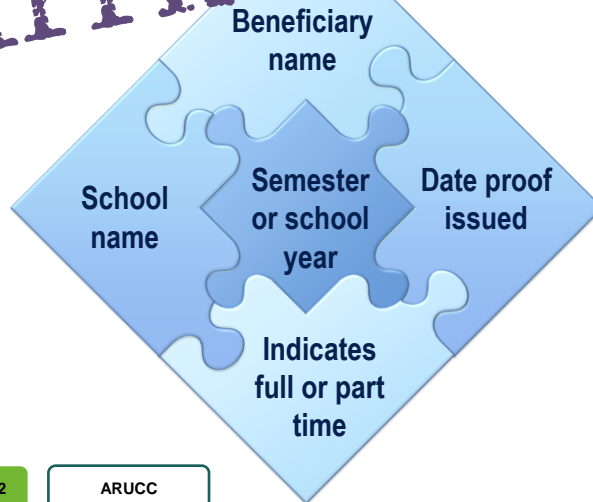 Beneficiary
name
School
name
Semester
or school
year
Date proof
issued
Indicates
full or part
time
2
ARUCC